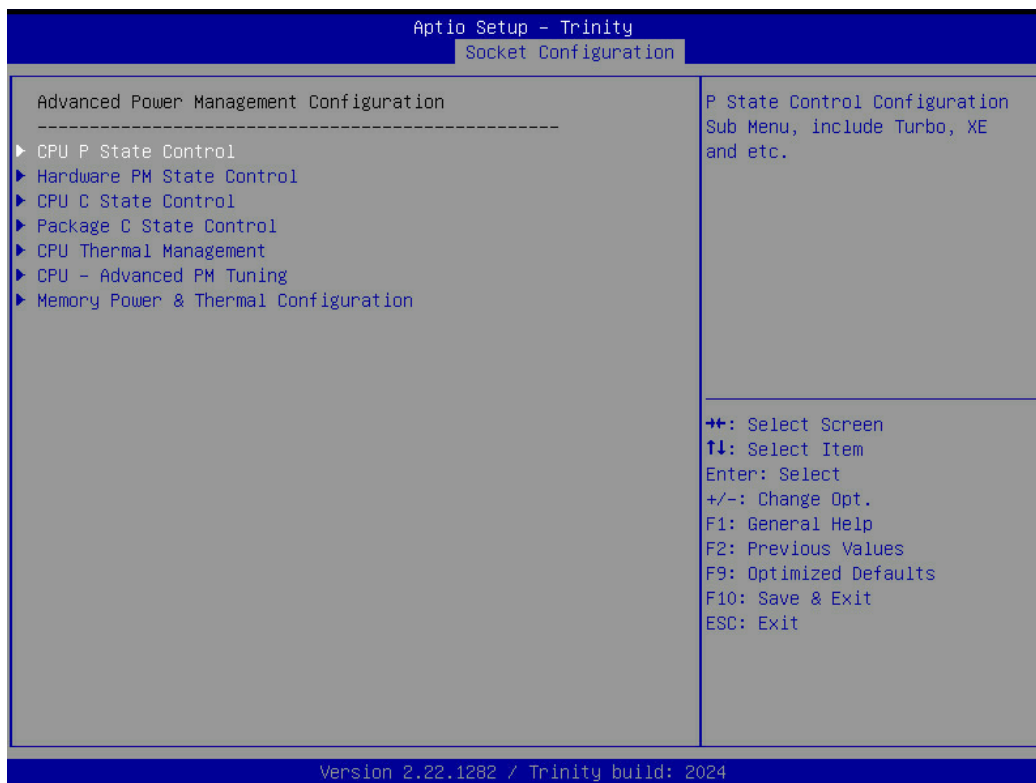 Aptio Setup – Trinity
Socket Configuration
Advanced Power Management Configuration
--------------------------------------------------
CPU P State Control
Hardware PM State Control
CPU C State Control
Package C State Control
CPU Thermal Management
CPU – Advanced PM Tuning
Memory Power & Thermal Configuration
P State Control Configuration
Sub Menu, include Turbo, XE
and etc.
→←: Select Screen
↑↓: Select Item
Enter: Select
+/-: Change Opt.
F1: General Help
F2: Previous Values
F9: Optimized Defaults
F10: Save & Exit
ESC: Exit
Version 2.22.1282 / Trinity build: 2024